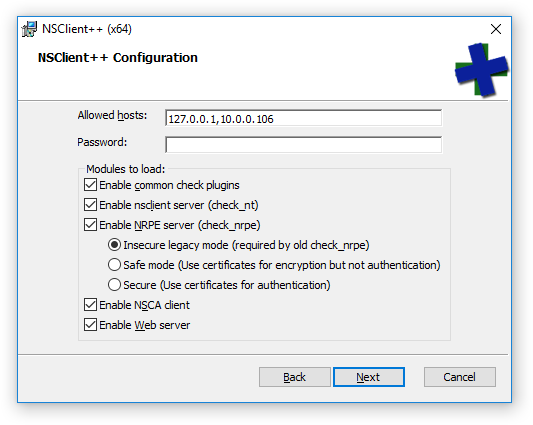 NSClient++ (x64)
NSClient++ Configuration
Allowed hosts: 127.0.0.1,10.0.0.106
Password:
Modules to load:
Enable common check plugins
Enable nsclient server (check_nt)
Enable NRPE server (check_nrpe)
Insecure legacy mode (required by old check_nrpe)
Safe mode (Use certificates for encryption but not authentication)
Secure (Use certificates for authentication)
Enable NSCA client
Enable Web server
Back Next Cancel